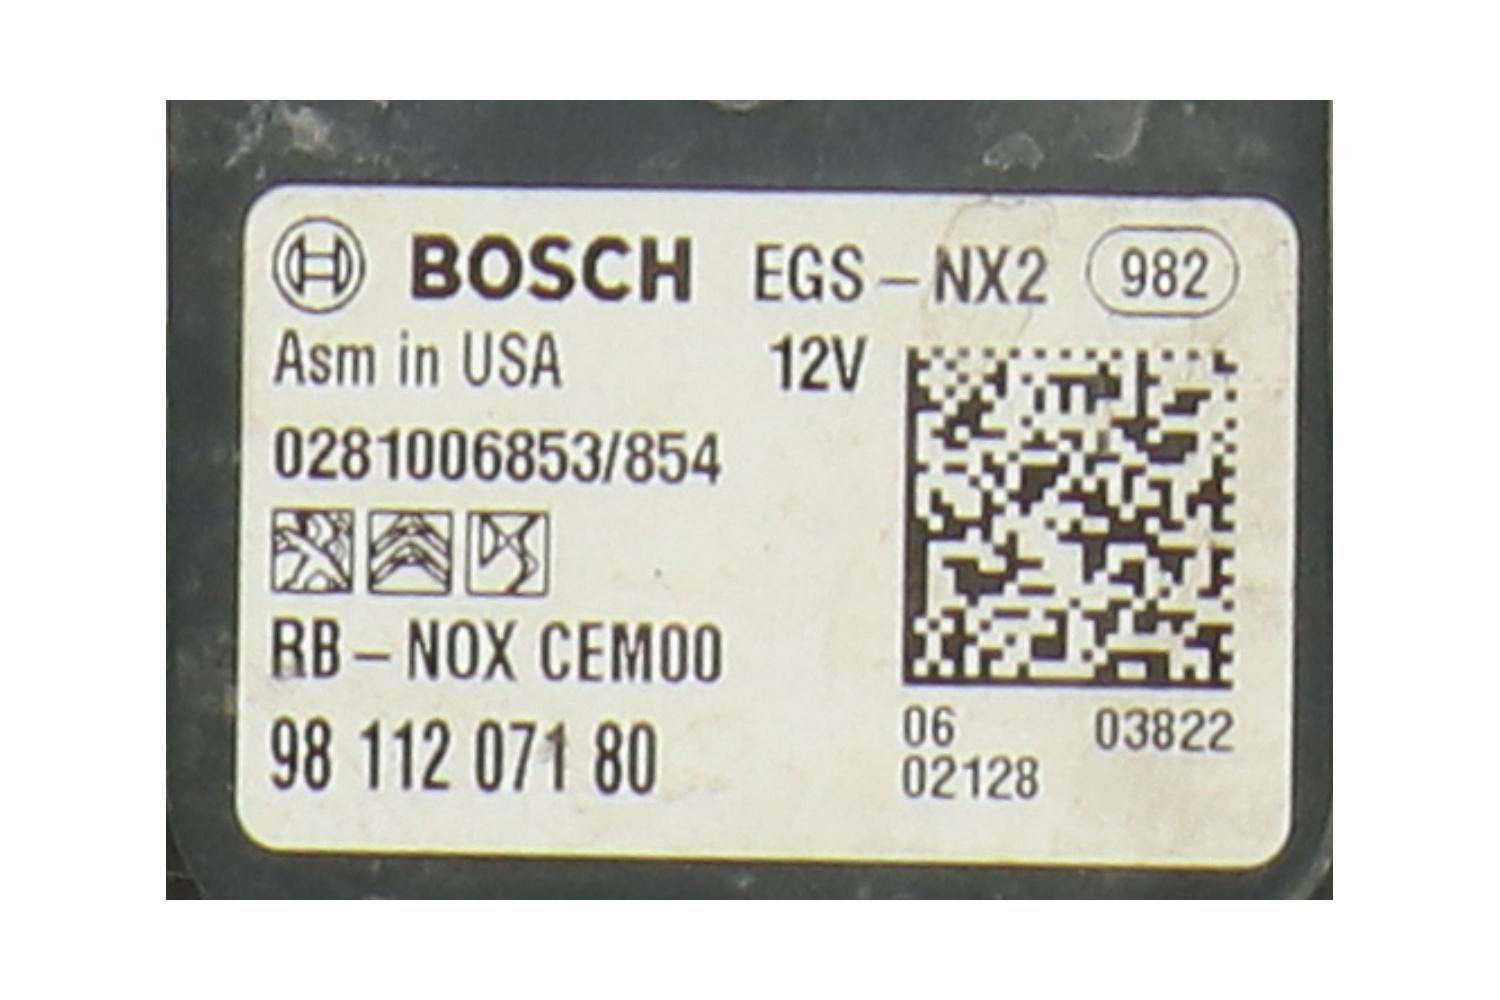 BOSCH EGS – NX2 982
Asm in USA 12V
0281006853/854
RB – NOX CEM00
98 112 071 80
06 03822
02128